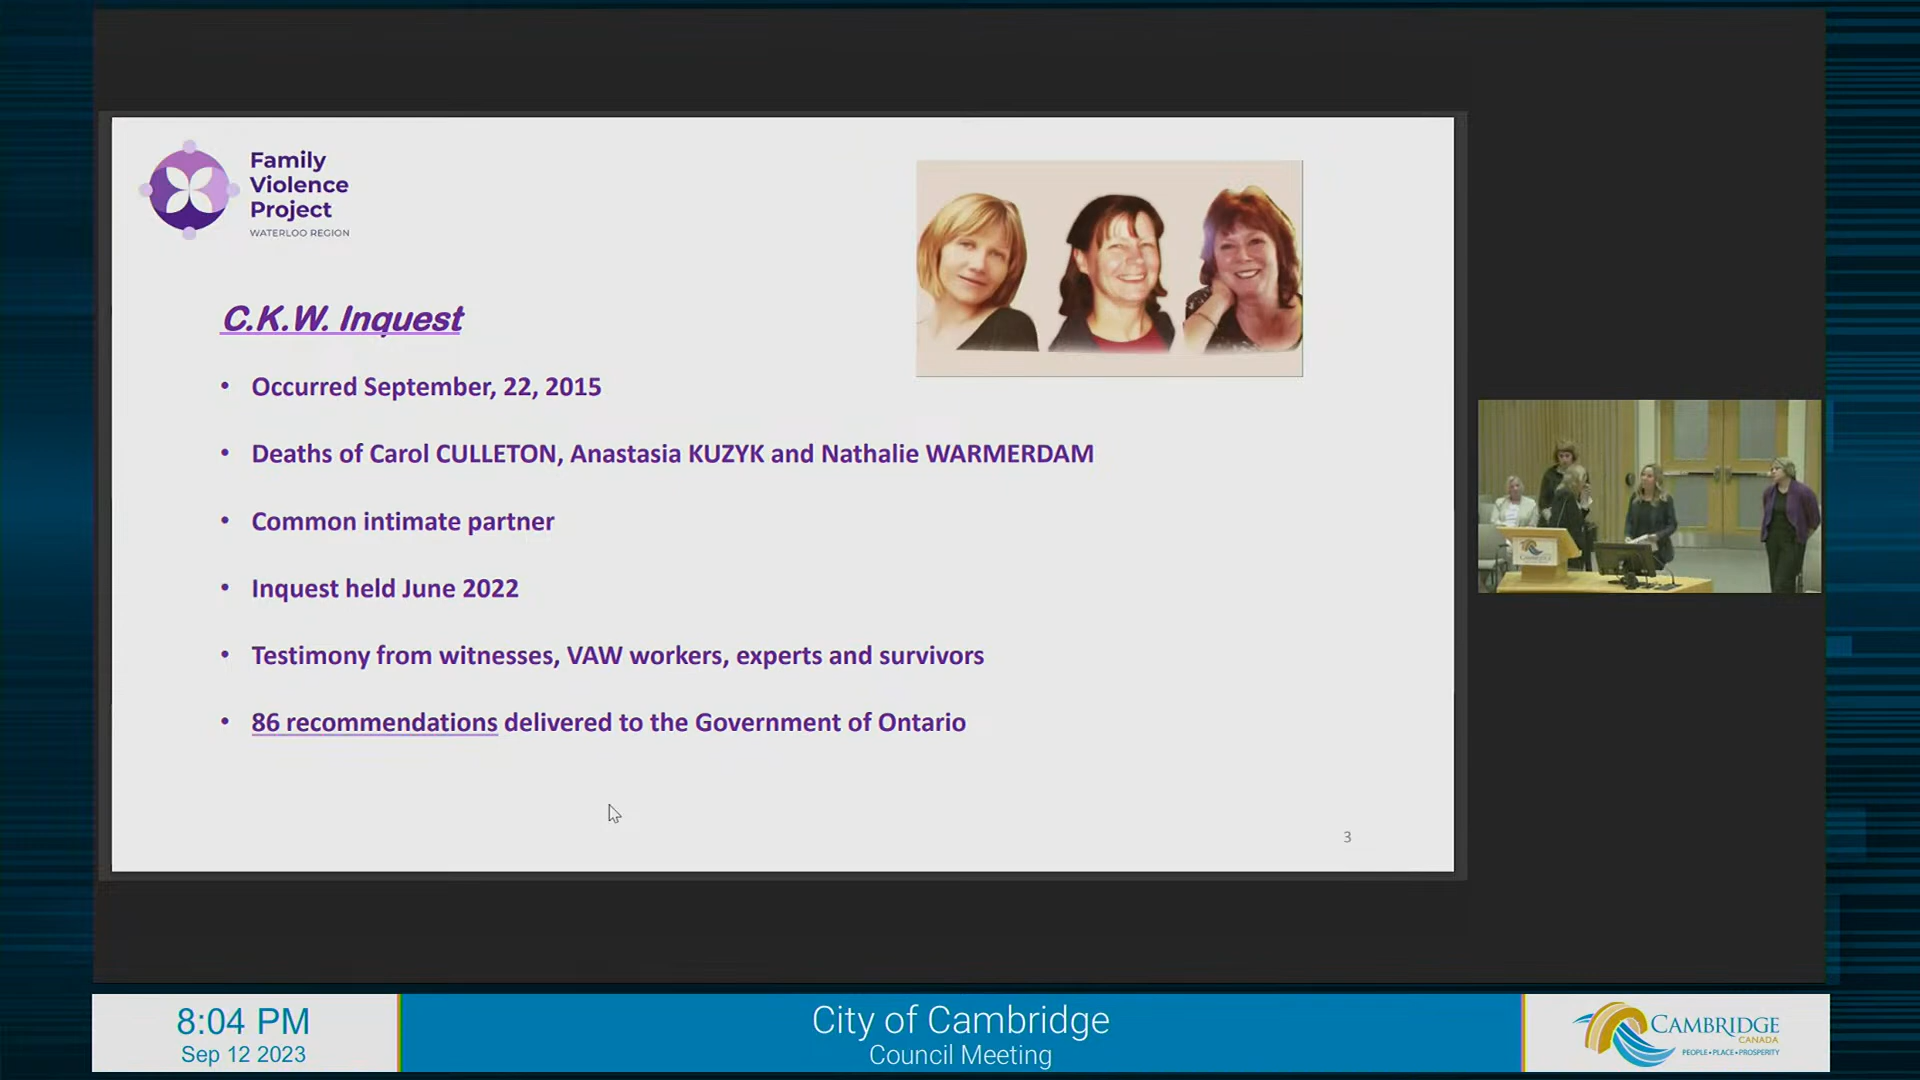 Family
Violence
Project
WATERLOO REGION
C.K.W. Inquest
• Occurred September, 22, 2015
• Deaths of Carol CULLETON, Anastasia KUZYK and Nathalie WARMERDAM
• Common intimate partner
• Inquest held June 2022
• Testimony from witnesses, VAW workers, experts and survivors
• 86 recommendations delivered to the Government of Ontario
3
8:04 PM
Sep 12 2023
City of Cambridge
Council Meeting
CAMBRIDGE
CANADA
PEOPLE • PLACE • PROSPERITY